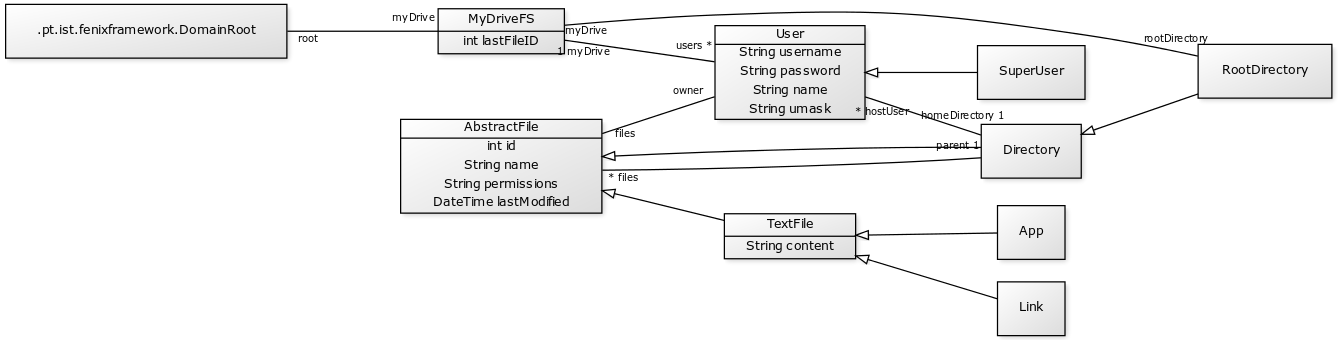 .pt.ist.fenixframework.DomainRoot
root
myDrive
MyDriveFS
int lastFileID
myDrive
1 myDrive
users *
User
String username
String password
String name
String umask
SuperUser
rootDirectory
RootDirectory
owner
files
* hostUser
homeDirectory 1
AbstractFile
int id
String name
String permissions
DateTime lastModified
parent 1
Directory
* files
TextFile
String content
App
Link